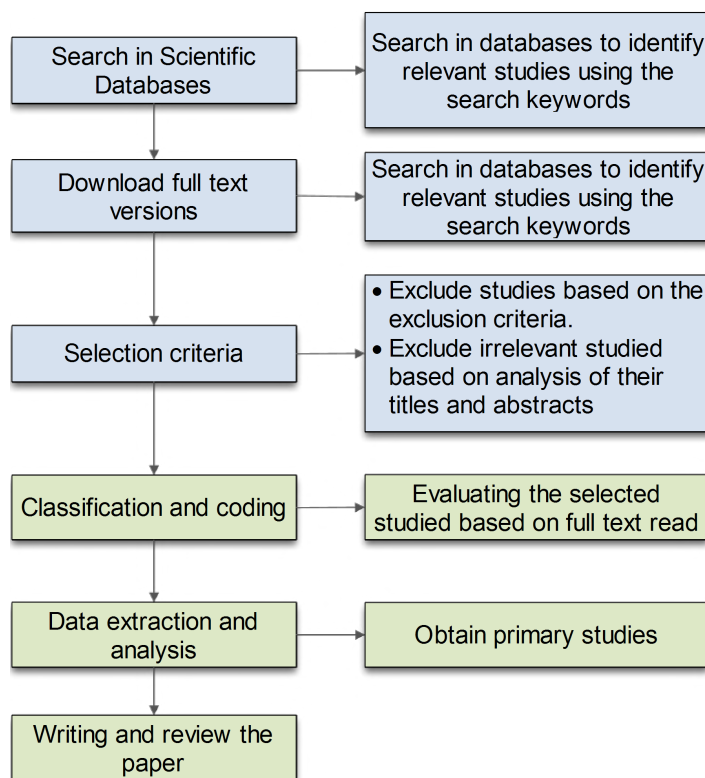 Search in Scientific
Databases
Search in databases to identify
relevant studies using the
search keywords
Download full text
versions
Search in databases to identify
relevant studies using the
search keywords
Selection criteria
• Exclude studies based on the
exclusion criteria.
• Exclude irrelevant studied
based on analysis of their
titles and abstracts
Classification and coding
Evaluating the selected
studied based on full text read
Data extraction and
analysis
Obtain primary studies
Writing and review the
paper